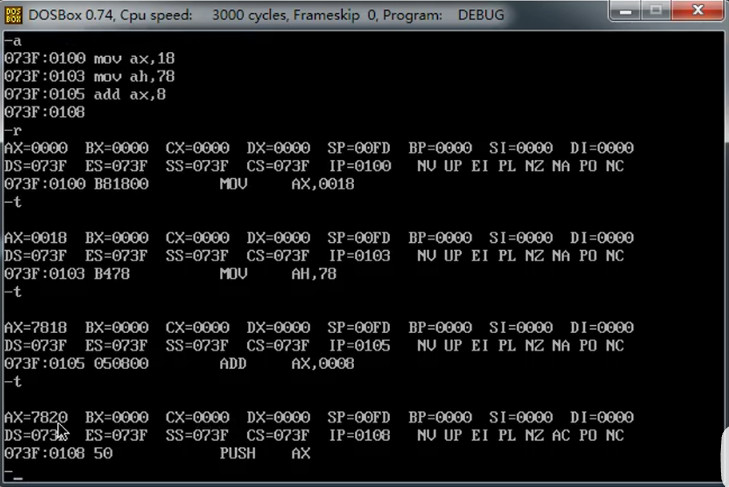 DOS BOX DOSBox 0.74, Cpu speed: 3000 cycles, Frameskip 0, Program: DEBUG
-a
073F:0100 mov ax,18
073F:0103 mov ah,78
073F:0105 add ax,8
073F:0108
-r
AX=0000 BX=0000 CX=0000 DX=0000 SP=00FD BP=0000 SI=0000 DI=0000
DS=073F ES=073F SS=073F CS=073F IP=0100 NV UP EI PL NZ NA PO NC
073F:0100 B81800 MOV AX,0018
-t
AX=0018 BX=0000 CX=0000 DX=0000 SP=00FD BP=0000 SI=0000 DI=0000
DS=073F ES=073F SS=073F CS=073F IP=0103 NV UP EI PL NZ NA PO NC
073F:0103 B478 MOV AH,78
-t
AX=7818 BX=0000 CX=0000 DX=0000 SP=00FD BP=0000 SI=0000 DI=0000
DS=073F ES=073F SS=073F CS=073F IP=0105 NV UP EI PL NZ NA PO NC
073F:0105 050800 ADD AX,0008
-t
AX=7820 BX=0000 CX=0000 DX=0000 SP=00FD BP=0000 SI=0000 DI=0000
DS=073F ES=073F SS=073F CS=073F IP=0108 NV UP EI PL NZ AC PO NC
073F:0108 50 PUSH AX
-_